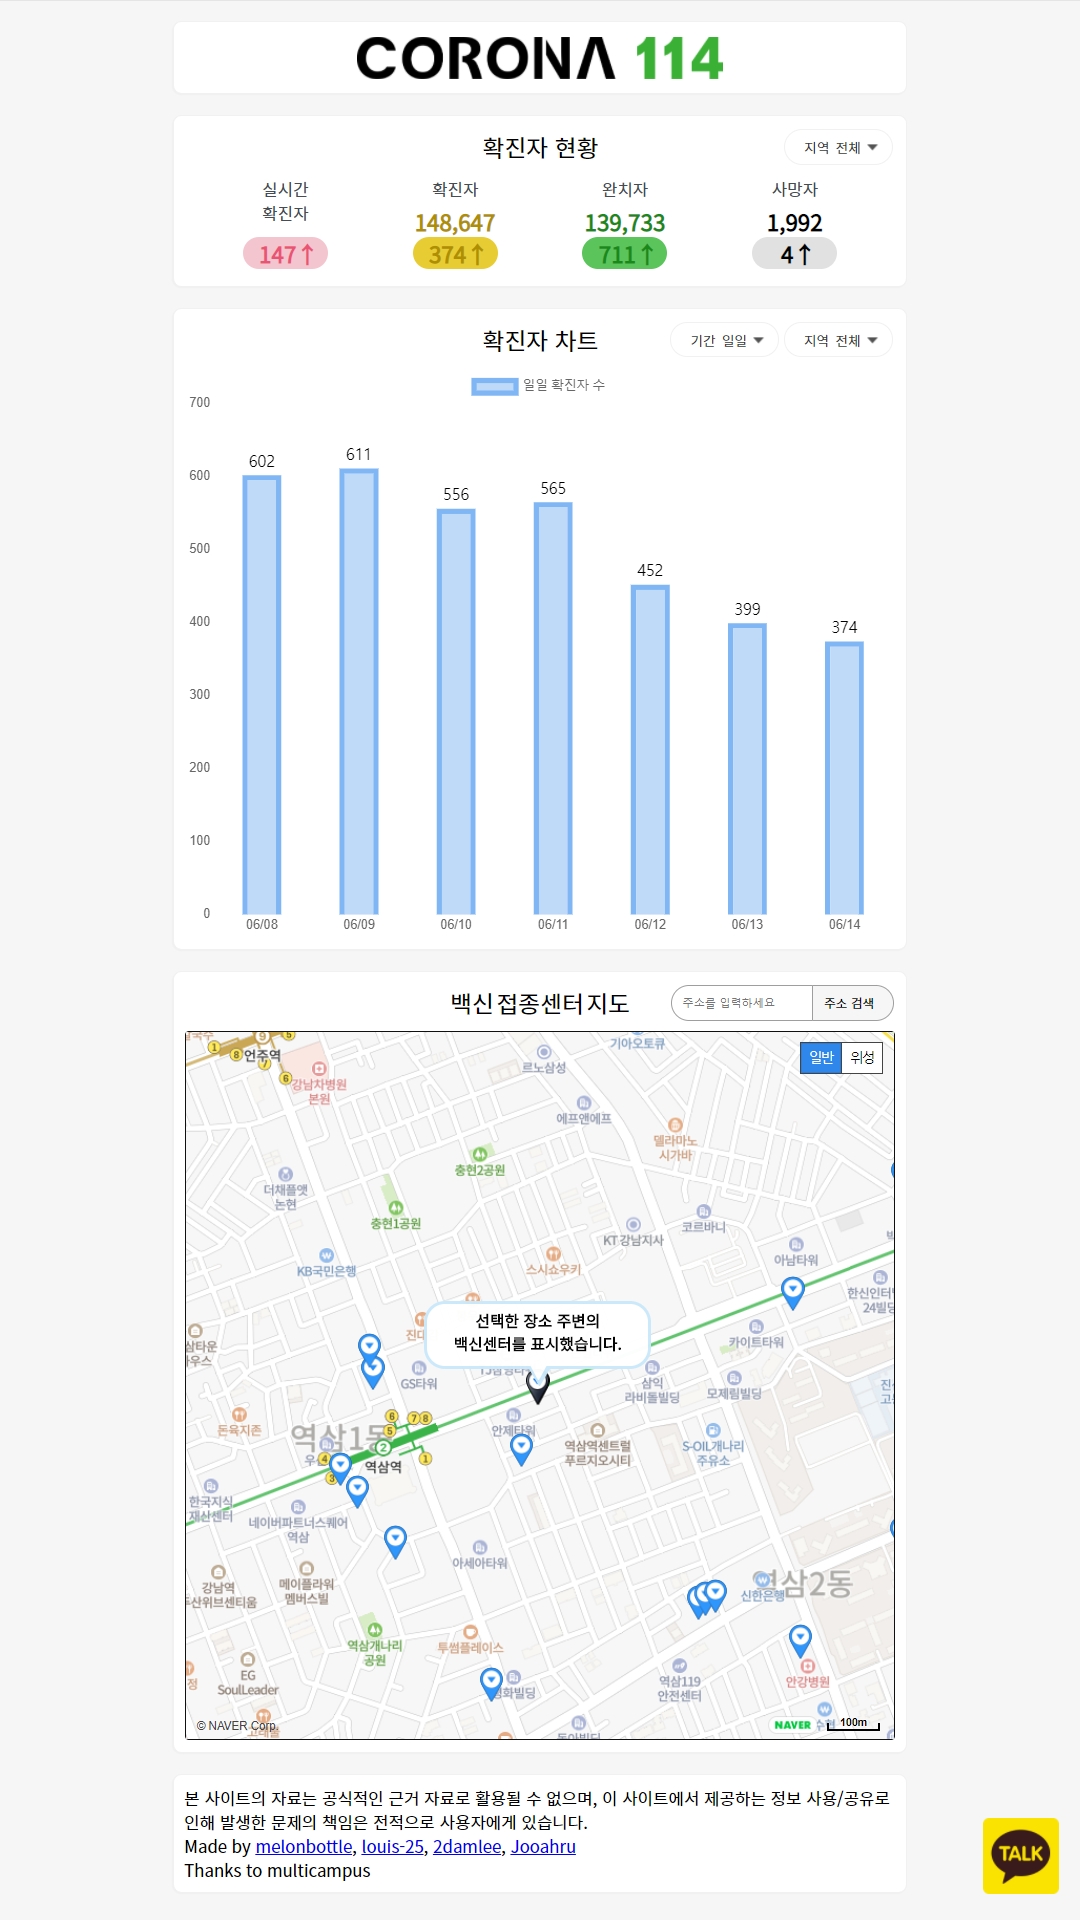 CORONA 114
확진자 현황
지역 전체
실시간
확진자
147↑
확진자
148,647
374↑
완치자
139,733
711↑
사망자
1,992
4↑
확진자 차트
기간 일일
지역 전체
일일 확진자 수
700
600
500
400
300
200
100
0
602
611
556
565
452
399
374
06/08
06/09
06/10
06/11
06/12
06/13
06/14
백신 접종센터 지도
주소를 입력하세요
주소 검색
일반
위성
언주역
9
1
8
7
6
5
강남차병원
본원
르노삼성
기아오토큐
에프앤에프
델라마노
시가바
충현2공원
더채플앳
논현
충현1공원
코르바니
KT 강남지사
아남타워
KB국민은행
스시쇼우키
한신인터
24빌딩
선택한 장소 주변의
백신센터를 표시했습니다.
카이트타워
삼타운
GS타워
삼익
라비돌빌딩
모제림빌딩
돈육지존
역삼1동
6
7
8
5
2
1
4
3
역삼역
안제타워
역삼역센트럴
푸르지오시티
S-OIL개나리
주유소
한국지식
재산센터
네이버파트너스퀘어
역삼
아세아타워
강남역
두산위브센티움
메이플라워
멤버스빌
역삼2동
신한은행
역삼개나리
공원
투썸플레이스
EG
SoulLeader
역삼119
안전센터
안강병원
© NAVER Corp.
NAVER
100m
본 사이트의 자료는 공식적인 근거 자료로 활용될 수 없으며, 이 사이트에서 제공하는 정보 사용/공유로
인해 발생한 문제의 책임은 전적으로 사용자에게 있습니다.
Made by melonbottle, louis-25, 2damlee, Jooahru
Thanks to multicampus
TALK